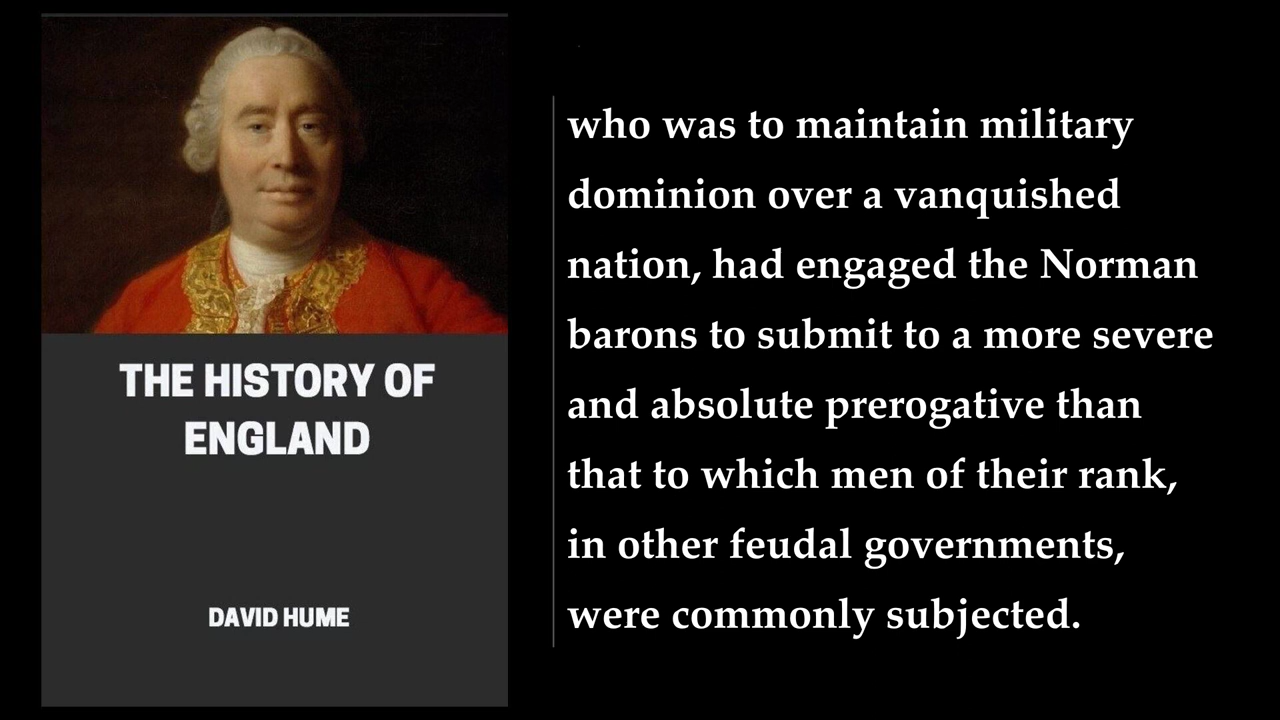 THE HISTORY OF
ENGLAND
DAVID HUME
who was to maintain military
dominion over a vanquished
nation, had engaged the Norman
barons to submit to a more severe
and absolute prerogative than
that to which men of their rank,
in other feudal governments,
were commonly subjected.